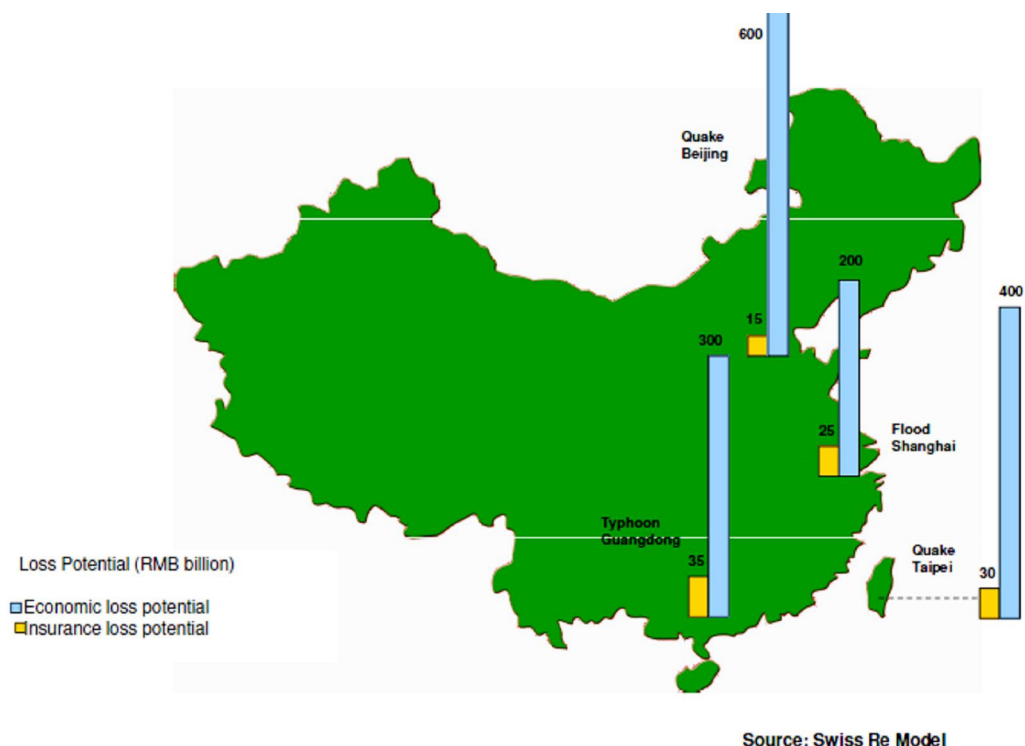 600
Quake
Beijing
200
400
15
300
25
Flood
Shanghai
Typhoon
Guangdong
35
Quake
Taipei
30
Loss Potential (RMB billion)
Economic loss potential
Insurance loss potential
Source: Swiss Re Model